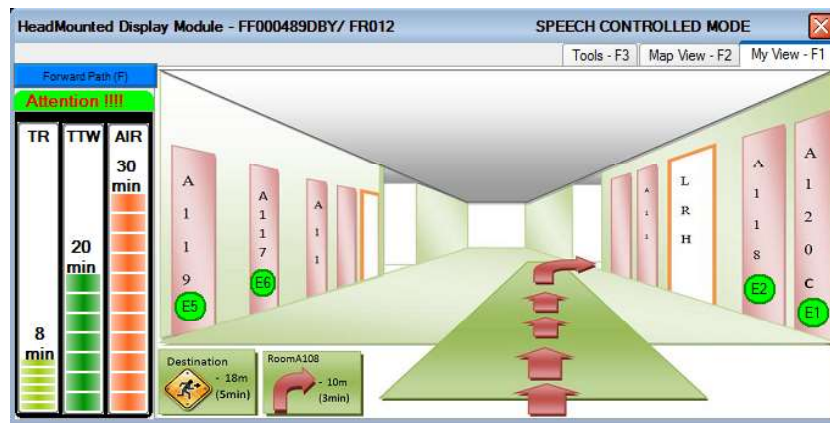 HeadMounted Display Module - FF000489DBY/ FR012
SPEECH CONTROLLED MODE
Tools - F3
Map View - F2
My View - F1
Forward Path (F)
Attention !!!!
TR
TTW
AIR
30
min
20
min
8
min
A
1
1
9
E5
A
1
1
7
E6
A
1
1
A
1
1
L
R
H
A
1
1
8
E2
A
1
2
0
C
E1
Destination
- 18m
(5min)
RoomA108
- 10m
(3min)